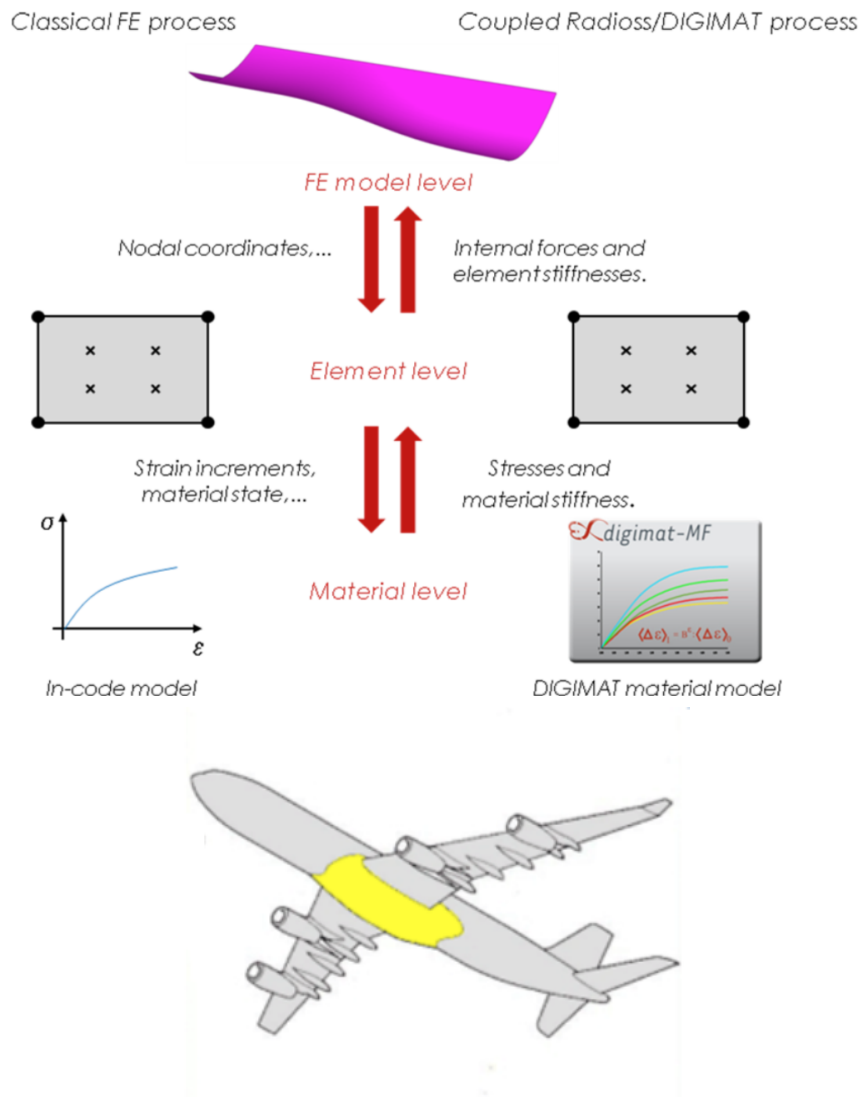 Classical FE process
Coupled Radioss/DIGIMAT process
FE model level
Nodal coordinates,...
Internal forces and
element stiffnesses.
Element level
Strain increments,
material state,...
Stresses and
material stiffness.
σ
ε
In-code model
Material level
digimat-MF
DIGIMAT material model